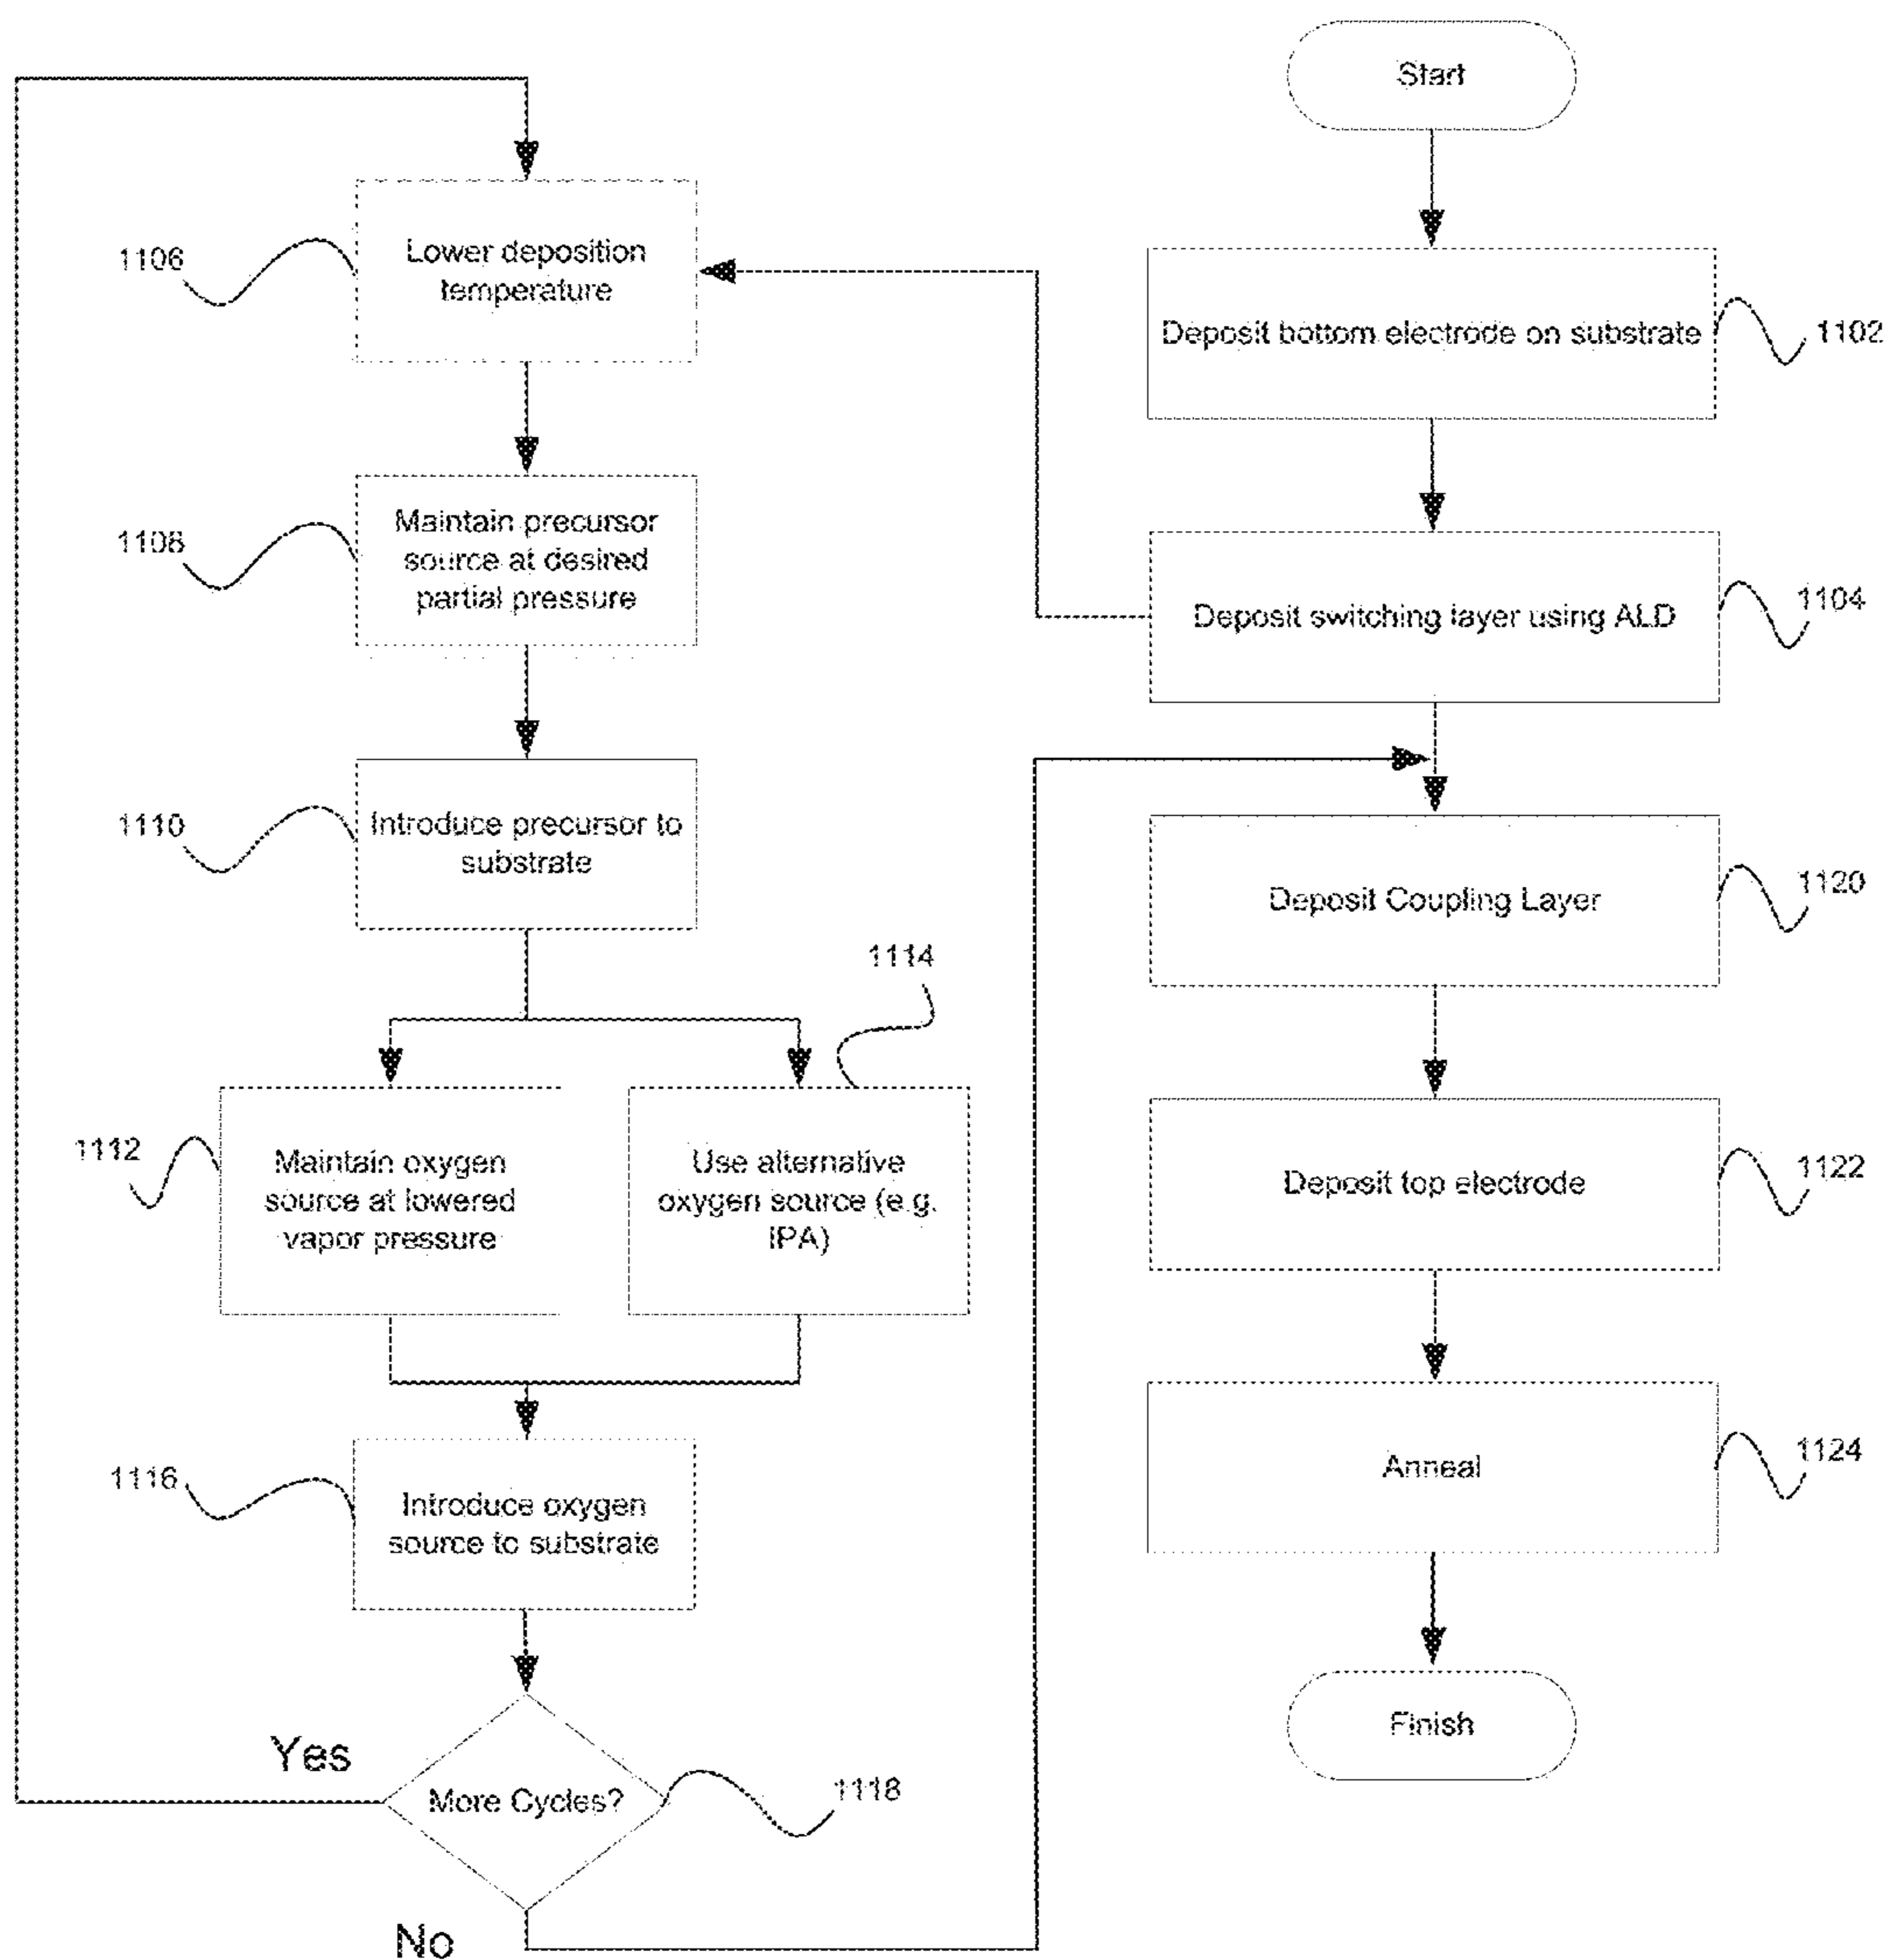 Start
Deposit bottom electrode on substrate
1102
Deposit switching layer using ALD
1104
Lower deposition
temperature
1106
Maintain precursor
source at desired
partial pressure
1108
Introduce precursor to
substrate
1110
Maintain oxygen
source at lowered
vapor pressure
1112
Use alternative
oxygen source (e.g.
IPA)
1114
Introduce oxygen
source to substrate
1116
More Cycles?
1118
Yes
No
Deposit Coupling Layer
1120
Deposit top electrode
1122
Anneal
1124
Finish